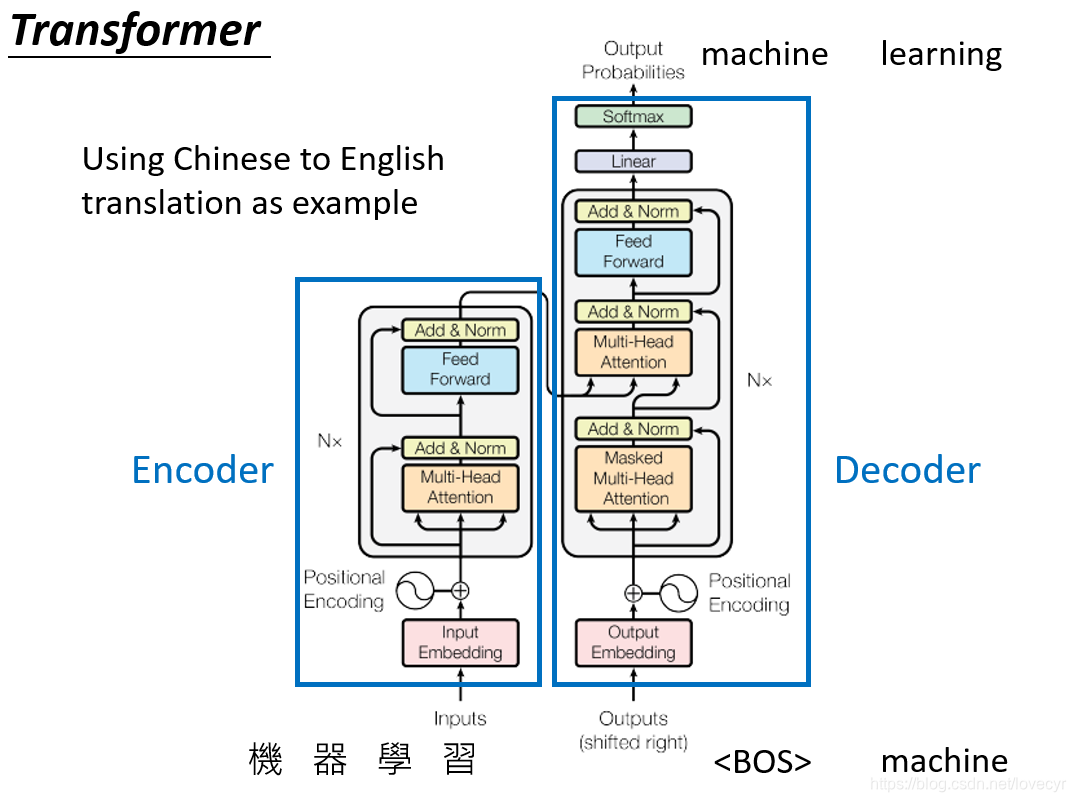 Transformer
Output
Probabilities
machine learning
Softmax
Linear
Add & Norm
Feed
Forward
Add & Norm
Multi-Head
Attention
Add & Norm
Masked
Multi-Head
Attention
N×
Decoder
Positional
Encoding
Output
Embedding
Outputs
(shifted right)
<BOS> machine
Using Chinese to English
translation as example
Add & Norm
Feed
Forward
Add & Norm
Multi-Head
Attention
N×
Encoder
Positional
Encoding
Input
Embedding
Inputs
機 器 學 習
https://blog.csdn.net/lovecyr